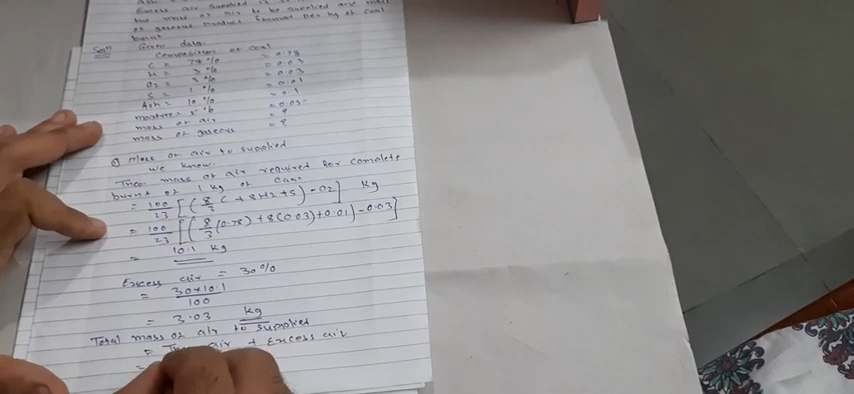 Excess air supplied is
the mass of air to be supplied and mass
of gaseous product formed per kg of coal
burnt
Soln Given data
Composition of coal
C = 78% = 0.78
H = 3% = 0.03
O2 = 3% = 0.03
S = 1% = 0.01
Ash = 10% = 0.1
moisture = 5% = 0.05
mass of air = ?
mass of gaseous = ?
mass of air to supplied
we know.
Theo. mass of air required for complete
burnt of 1 kg of coal
= 100/23 [(8/3 C + 8H2 + S) - O2] kg
= 100/23 [(8/3 (0.78) + 8(0.03) + 0.01) - 0.03]
= 10.1 kg
Excess air = 30%
= 30×10.1/100
= 3.03 kg
Total mass of air to supplied
= air + Excess air
=